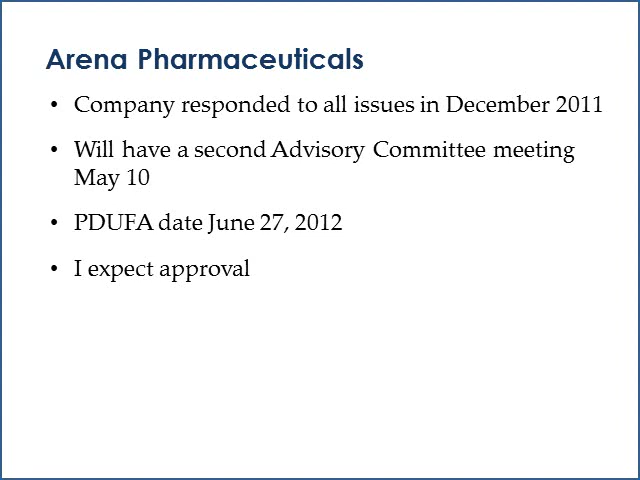 Arena Pharmaceuticals
• Company responded to all issues in December 2011
• Will have a second Advisory Committee meeting
May 10
• PDUFA date June 27, 2012
• I expect approval